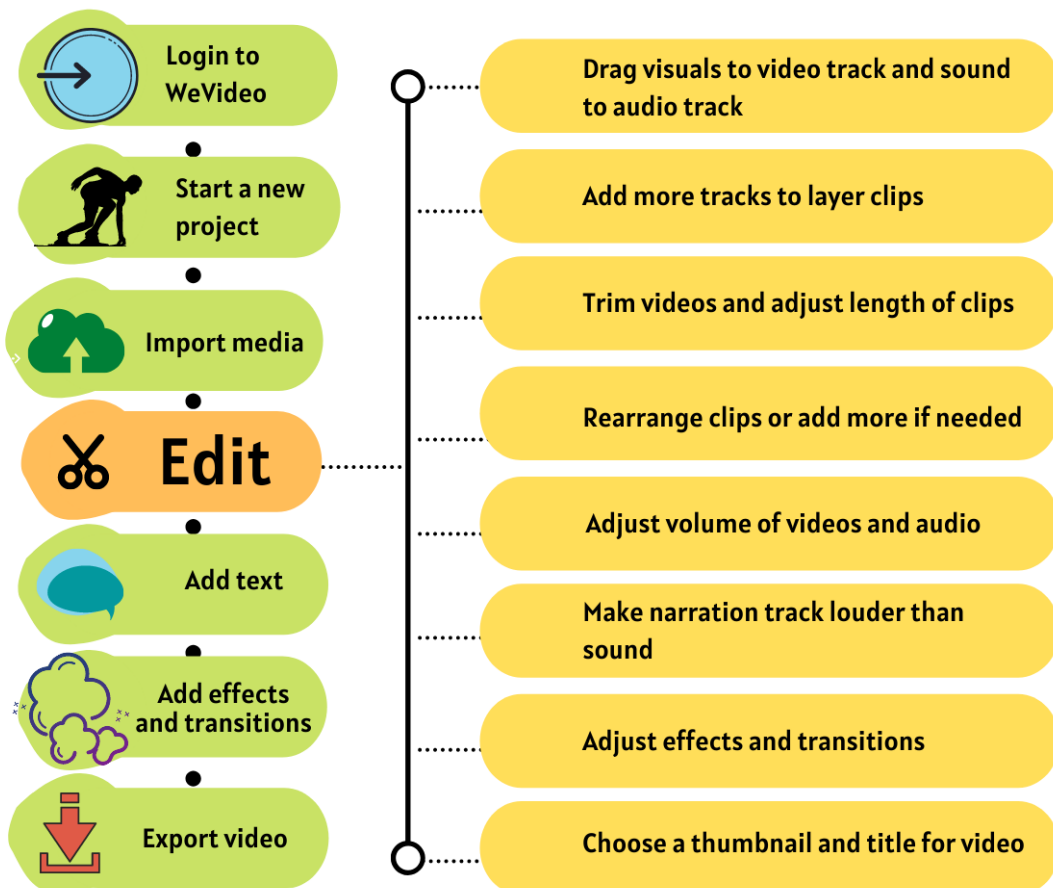 Login to
WeVideo
Start a new
project
Import media
Edit
Add text
Add effects
and transitions
Export video
Drag visuals to video track and sound
to audio track
Add more tracks to layer clips
Trim videos and adjust length of clips
Rearrange clips or add more if needed
Adjust volume of videos and audio
Make narration track louder than
sound
Adjust effects and transitions
Choose a thumbnail and title for video